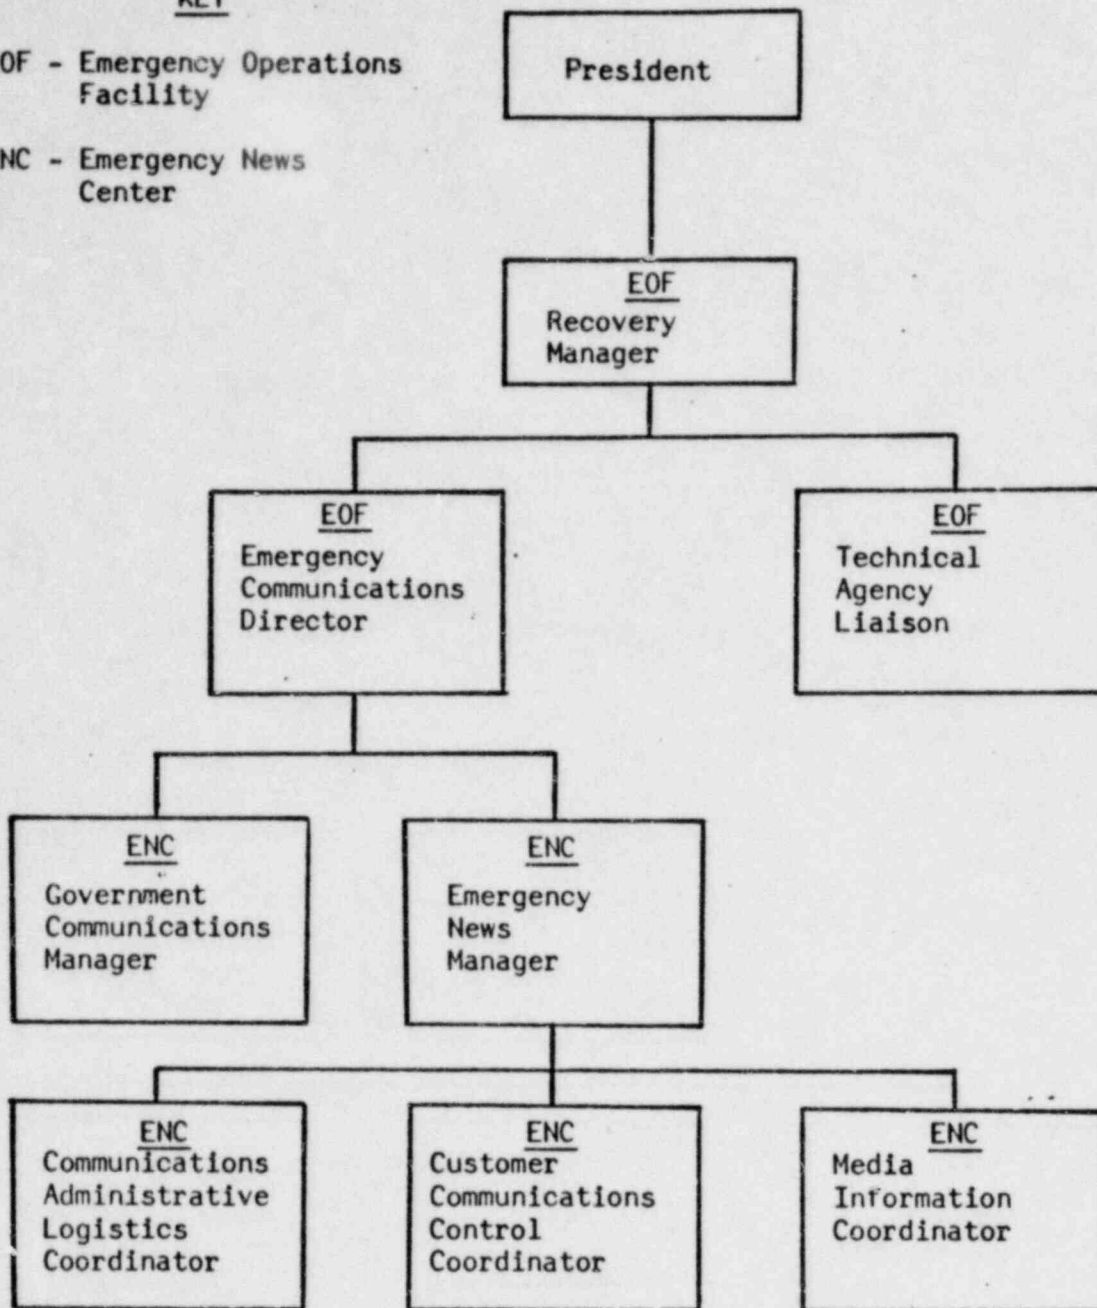 KEY
OF - Emergency Operations
Facility
NC - Emergency News
Center
President
EOF
Recovery
Manager
EOF
Emergency
Communications
Director
EOF
Technical
Agency
Liaison
ENC
Government
Communications
Manager
ENC
Emergency
News
Manager
ENC
Communications
Administrative
Logistics
Coordinator
ENC
Customer
Communications
Control
Coordinator
ENC
Media
Information
Coordinator